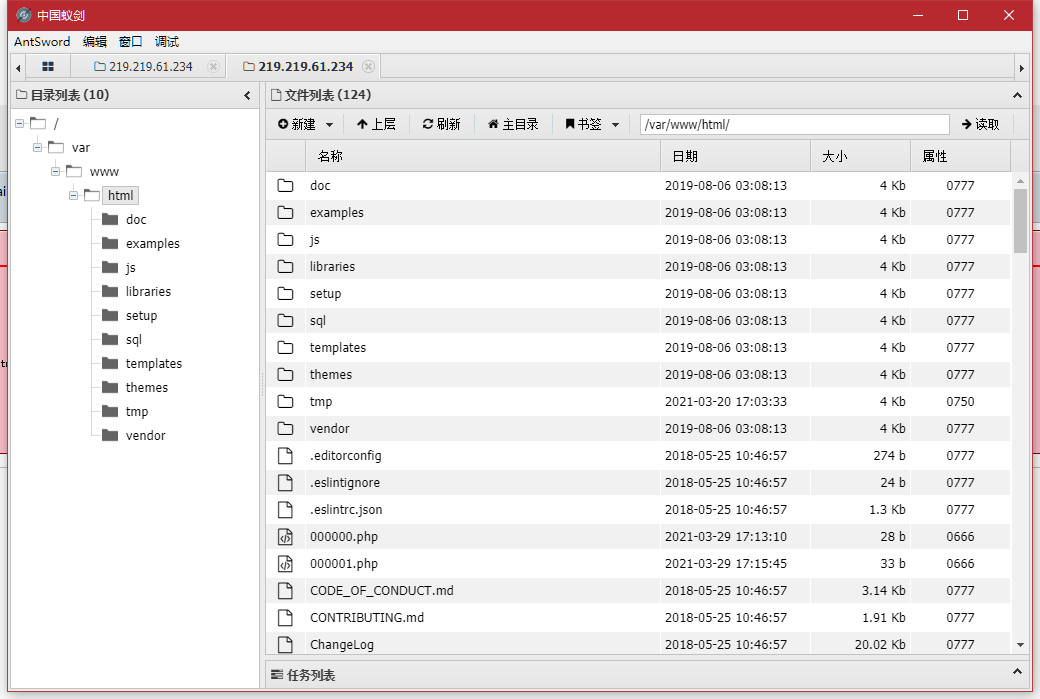 中国蚁剑
AntSword 编辑 窗口 调试
219.219.61.234 219.219.61.234
目录列表 (10)
/
var
www
html
doc
examples
js
libraries
setup
sql
templates
themes
tmp
vendor
文件列表 (124)
新建 上层 刷新 主目录 书签 /var/www/html/ 读取
名称 日期 大小 属性
doc 2019-08-06 03:08:13 4 Kb 0777
examples 2019-08-06 03:08:13 4 Kb 0777
js 2019-08-06 03:08:13 4 Kb 0777
libraries 2019-08-06 03:08:13 4 Kb 0777
setup 2019-08-06 03:08:13 4 Kb 0777
sql 2019-08-06 03:08:13 4 Kb 0777
templates 2019-08-06 03:08:13 4 Kb 0777
themes 2019-08-06 03:08:13 4 Kb 0777
tmp 2021-03-20 17:03:33 4 Kb 0750
vendor 2019-08-06 03:08:13 4 Kb 0777
.editorconfig 2018-05-25 10:46:57 274 b 0777
.eslintignore 2018-05-25 10:46:57 24 b 0777
.eslintrc.json 2018-05-25 10:46:57 1.3 Kb 0777
000000.php 2021-03-29 17:13:10 28 b 0666
000001.php 2021-03-29 17:15:45 33 b 0666
CODE_OF_CONDUCT.md 2018-05-25 10:46:57 3.14 Kb 0777
CONTRIBUTING.md 2018-05-25 10:46:57 1.91 Kb 0777
ChangeLog 2018-05-25 10:46:57 20.02 Kb 0777
任务列表